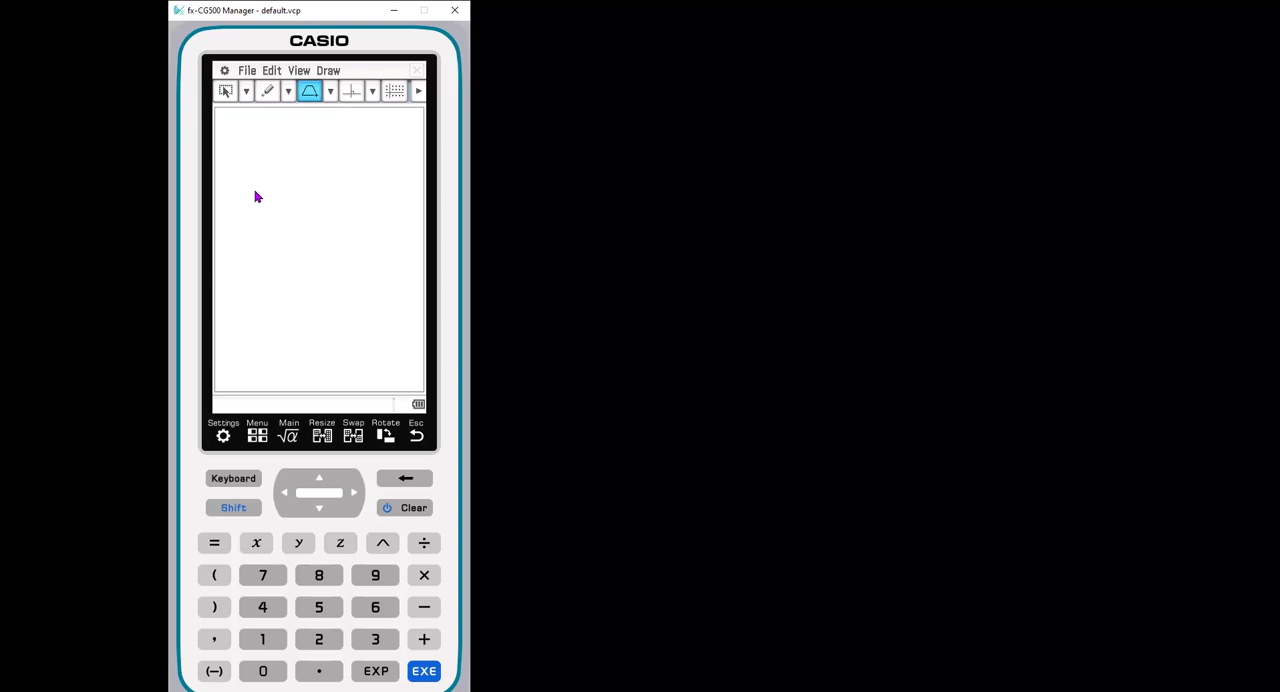 fx-CG500 Manager - default.vcp
CASIO
File Edit View Draw
Settings Menu Main Resize Swap Rotate Esc
√α
Keyboard
Shift
Clear
= x y z ^ ÷
( 7 8 9 ×
) 4 5 6 −
, 1 2 3 +
(−) 0 • EXP EXE